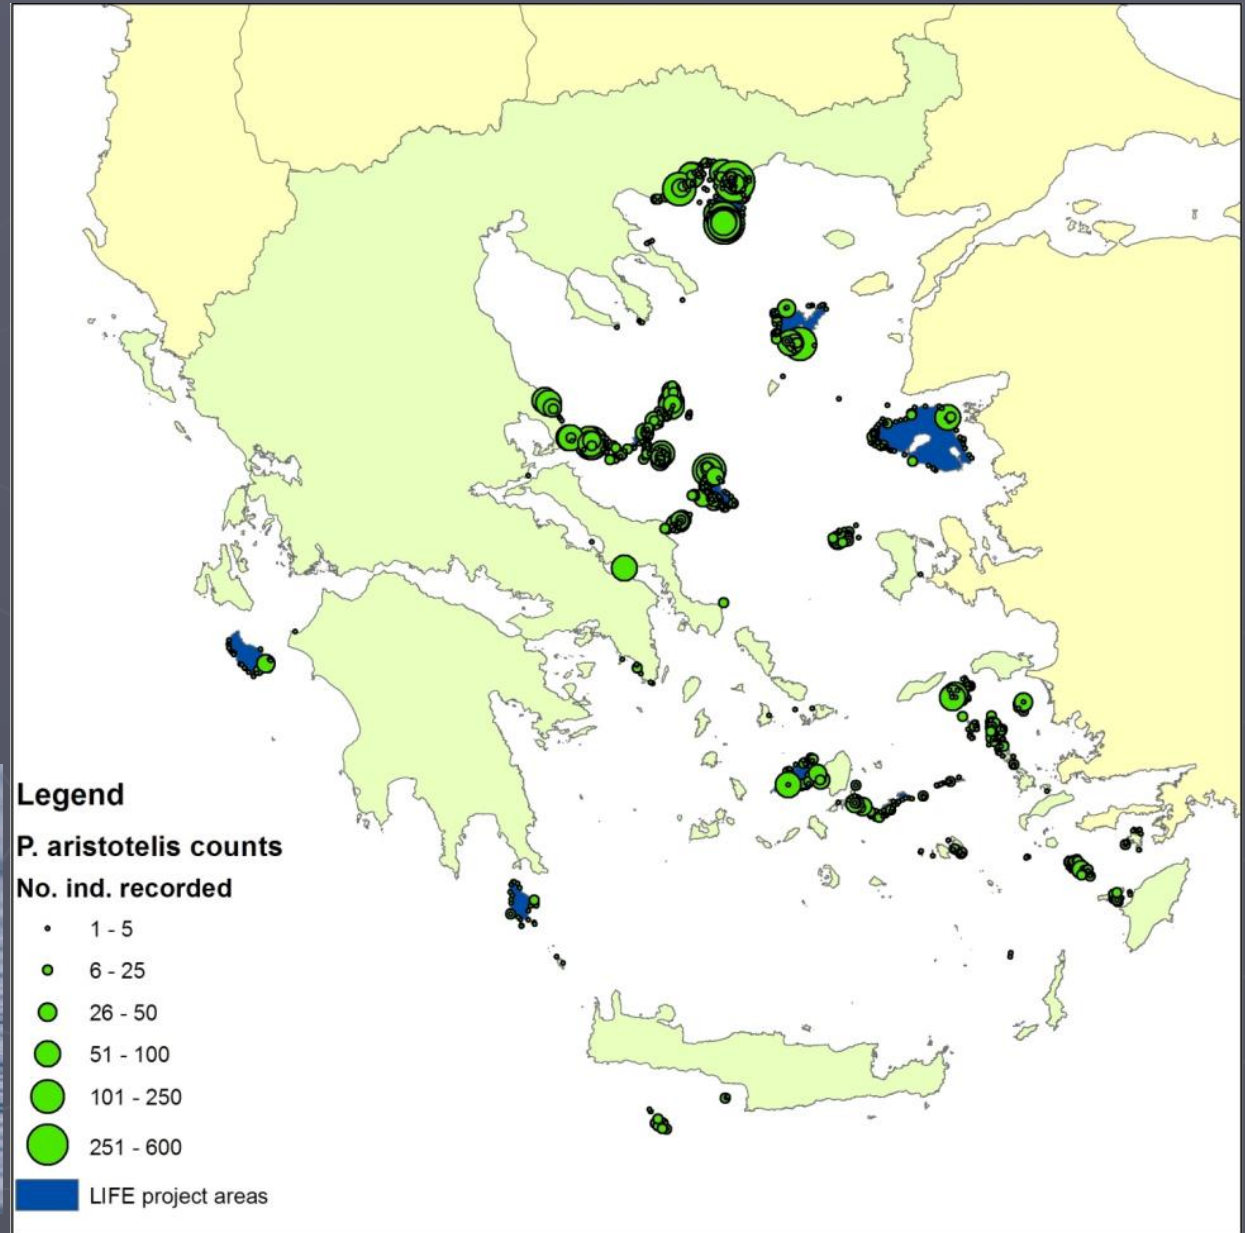 Legend
P. aristotelis counts
No. ind. recorded
1 - 5
6 - 25
26 - 50
51 - 100
101 - 250
251 - 600
LIFE project areas